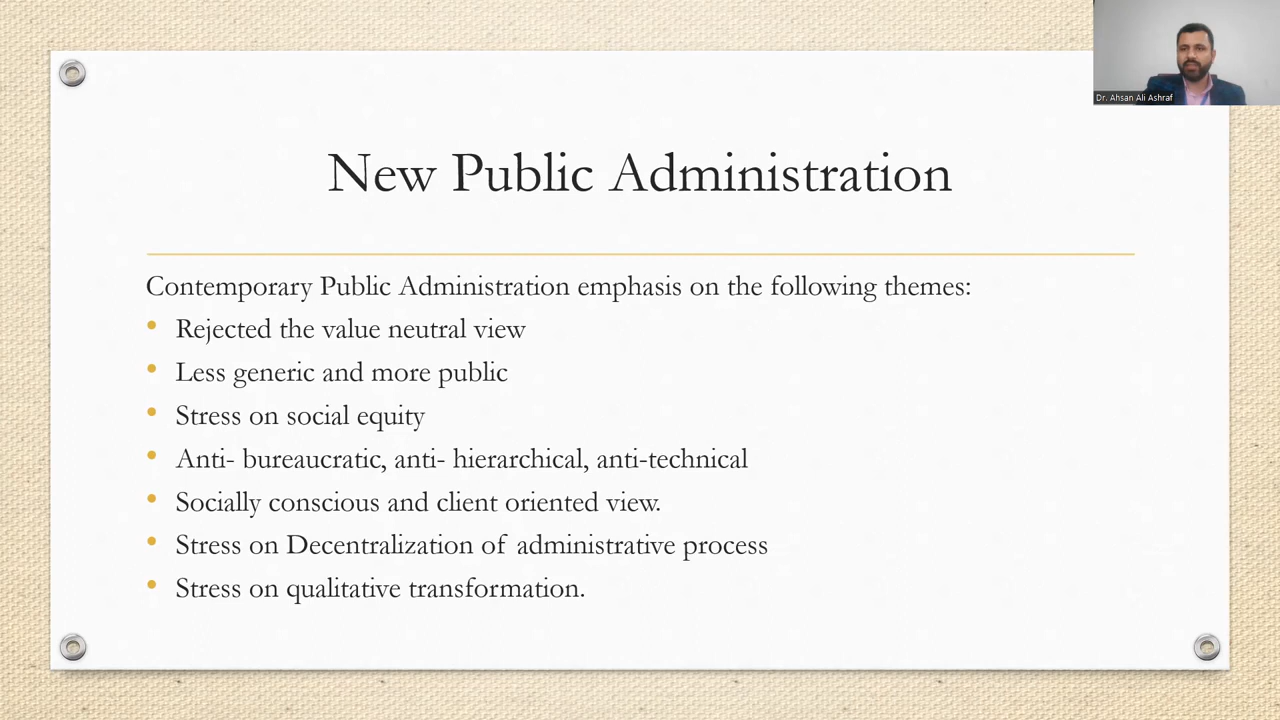 Dr. Ahsan Ali Ashraf
New Public Administration
Contemporary Public Administration emphasis on the following themes:
• Rejected the value neutral view
• Less generic and more public
• Stress on social equity
• Anti- bureaucratic, anti- hierarchical, anti-technical
• Socially conscious and client oriented view.
• Stress on Decentralization of administrative process
• Stress on qualitative transformation.